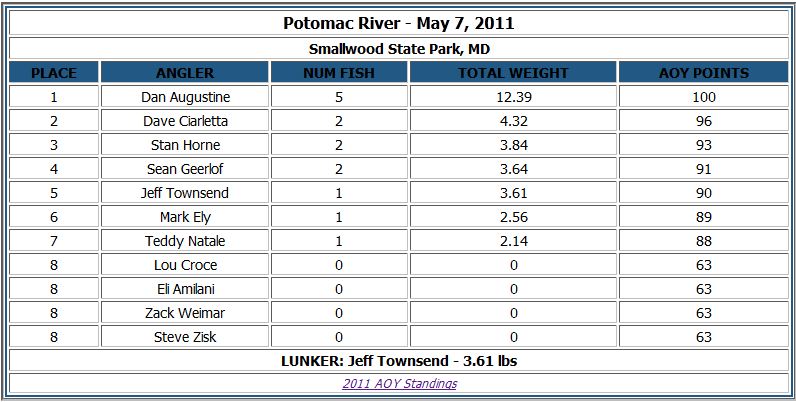 Potomac River - May 7, 2011
Smallwood State Park, MD
PLACE ANGLER NUM FISH TOTAL WEIGHT AOY POINTS
1 Dan Augustine 5 12.39 100
2 Dave Ciarletta 2 4.32 96
3 Stan Horne 2 3.84 93
4 Sean Geerlof 2 3.64 91
5 Jeff Townsend 1 3.61 90
6 Mark Ely 1 2.56 89
7 Teddy Natale 1 2.14 88
8 Lou Croce 0 0 63
8 Eli Amilani 0 0 63
8 Zack Weimar 0 0 63
8 Steve Zisk 0 0 63
LUNKER: Jeff Townsend - 3.61 lbs
2011 AOY Standings